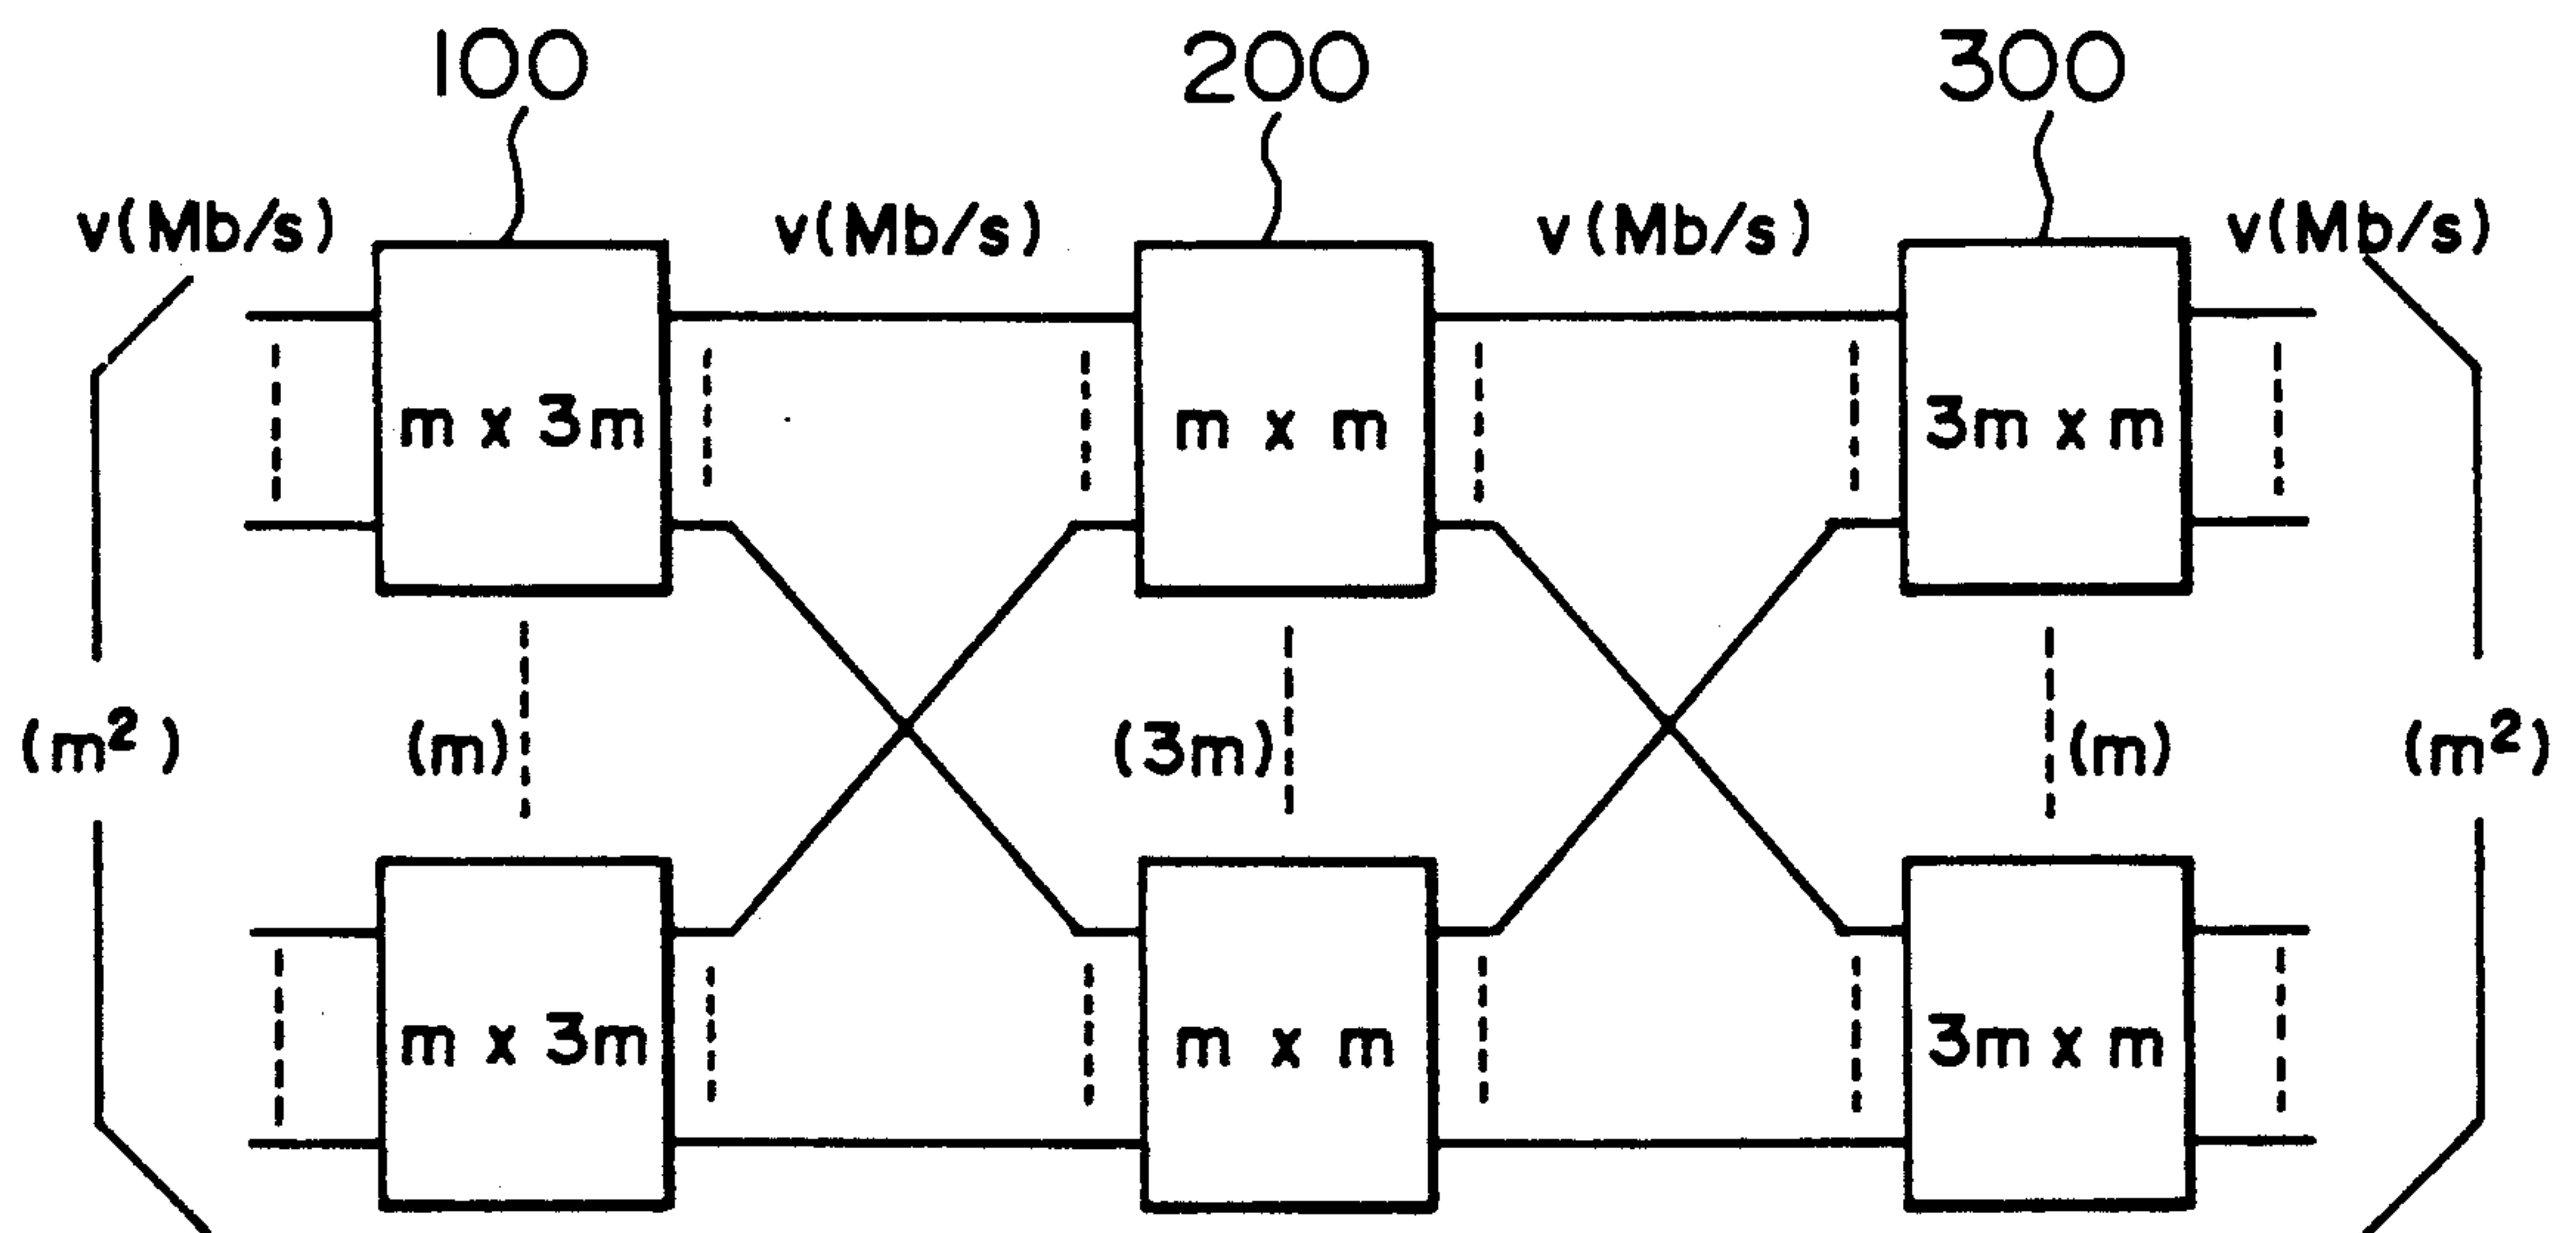 100 200 300
v(Mb/s) v(Mb/s) v(Mb/s) v(Mb/s)
m x 3m m x m 3m x m
(m²) (m) (3m) (m) (m²)
m x 3m m x m 3m x m